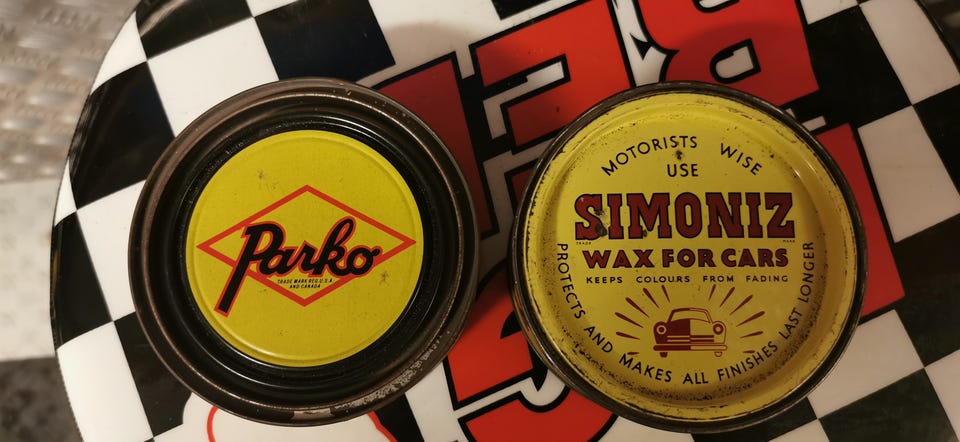 Parko
TRADE MARK REG. U.S.A.
AND CANADA
MOTORISTS WISE
USE
SIMONIZ
TRADE MARK
WAX FOR CARS
KEEPS COLOURS FROM FADING
PROTECTS AND MAKES ALL FINISHES LAST LONGER